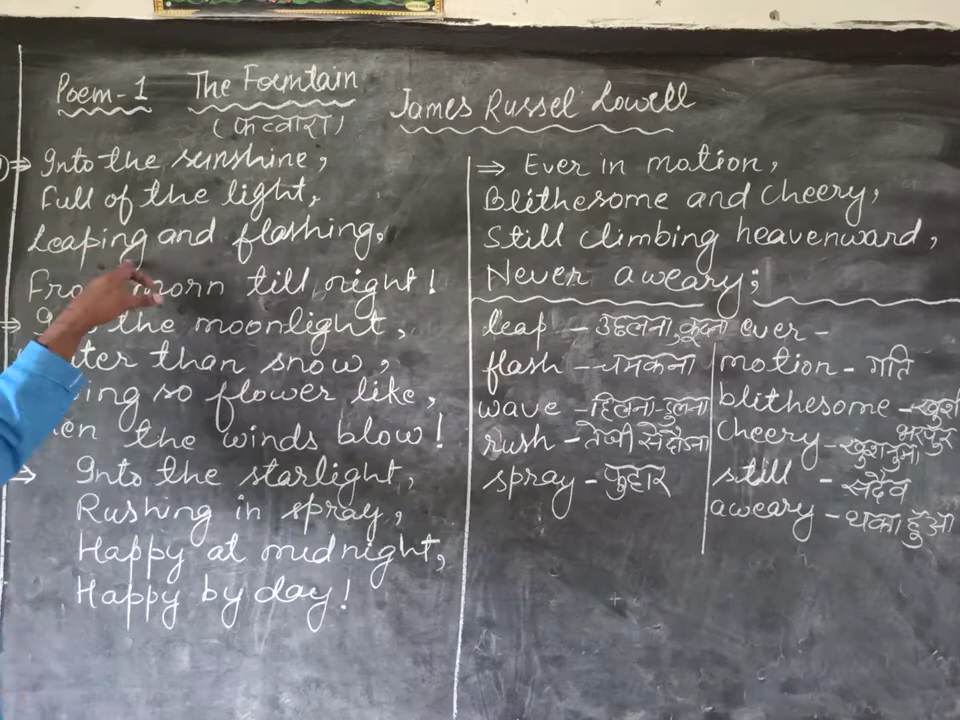 Poem-1 The Fountain
(फव्वारा)
James Russel Lowell
⇒ Into the sunshine,
Full of the light,
Leaping and flashing,
From morn till night!
⇒ the moonlight,
than snow,
so flower like,
the winds blow!
⇒ Into the starlight,
Rushing in spray,
Happy at midnight,
Happy by day!
⇒ Ever in motion,
Blithesome and cheery,
Still climbing heavenward,
Never aweary;
leap - उछलना, कूदना
flash - चमकना
wave - हिलना-डुलना
rush - तेजी से दौडना
spray - फुहार
ever -
motion - गति
blithesome - खुशी
भरपुर
cheery - खुशनुमा
still - सदैव
aweary - थका हुँआ